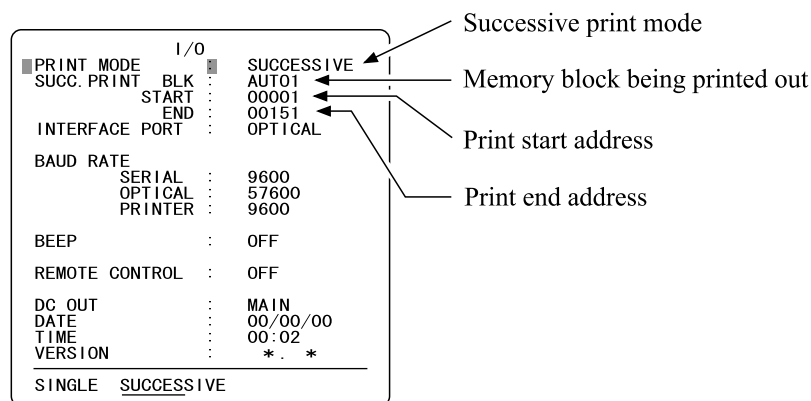 I/O
PRINT MODE : SUCCESSIVE
SUCC.PRINT BLK : AUTO1
START : 00001
END : 00151
INTERFACE PORT : OPTICAL
BAUD RATE
SERIAL : 9600
OPTICAL : 57600
PRINTER : 9600
BEEP : OFF
REMOTE CONTROL : OFF
DC OUT : MAIN
DATE : 00/00/00
TIME : 00:02
VERSION : *. *
SINGLE SUCCESSIVE
Successive print mode
Memory block being printed out
Print start address
Print end address